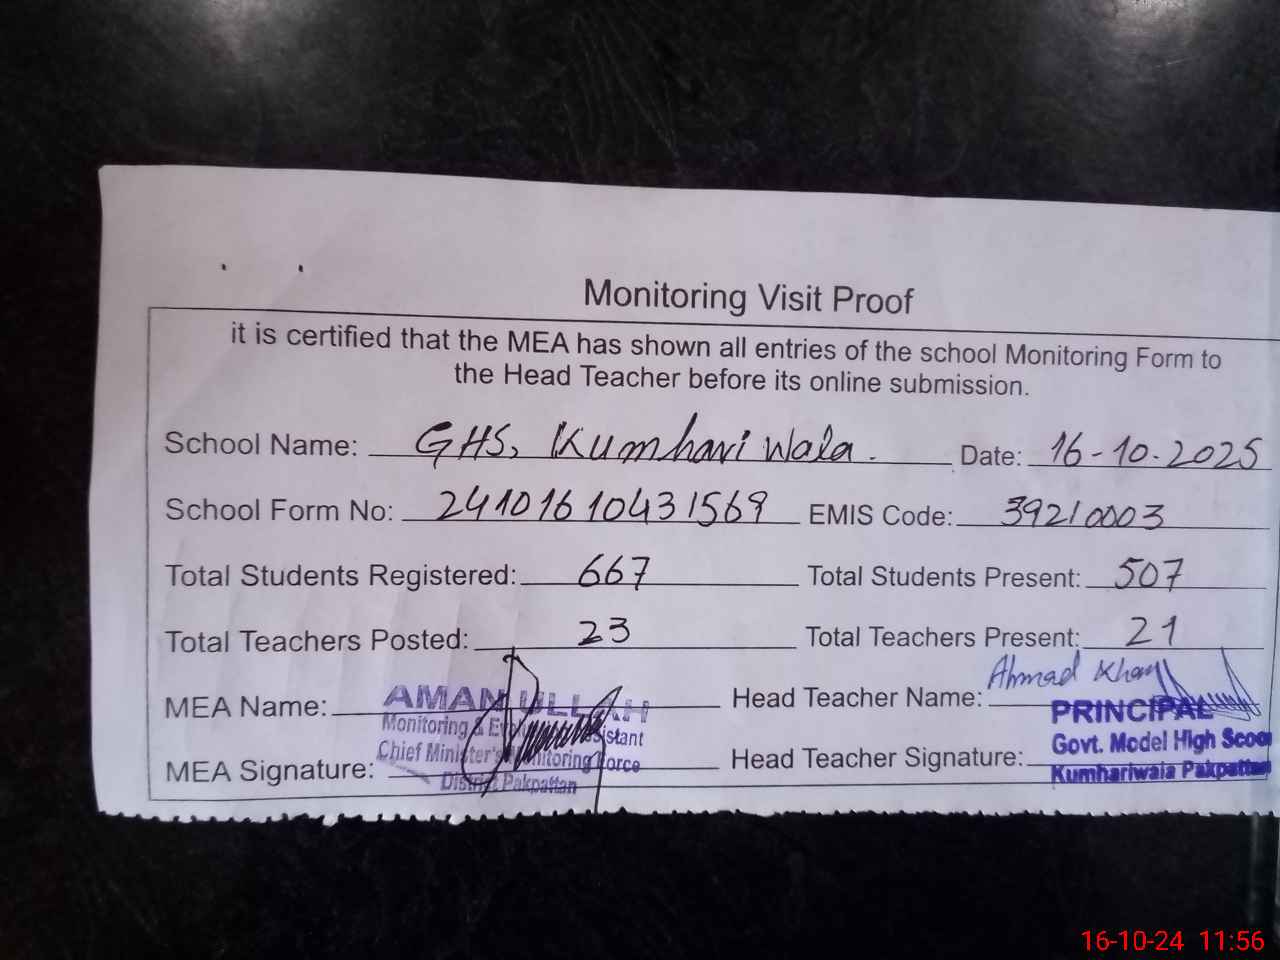 Monitoring Visit Proof
it is certified that the MEA has shown all entries of the school Monitoring Form to
the Head Teacher before its online submission.
School Name: GHS, Kumhari Wala. Date: 16-10-2025
School Form No: 24101610431569 EMIS Code: 39210003
Total Students Registered: 667 Total Students Present: 507
Total Teachers Posted: 23 Total Teachers Present: 21
MEA Name: AMAN ULLAH Head Teacher Name: Ahmad Khan
Monitoring & Assistant
Chief Minister's Monitoring Force
District Pakpattan
MEA Signature: Head Teacher Signature:
PRINCIPAL
Govt. Model High Scool
Kumhariwala Pakpattan
16-10-24 11:56